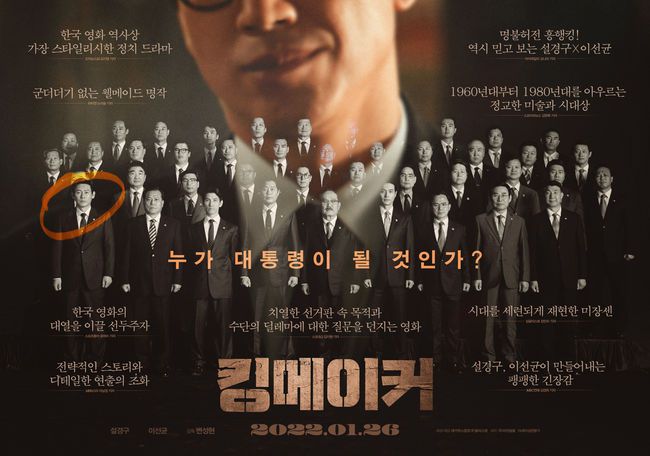 한국 영화 역사상
가장 스타일리시한 정치 드라마
명불허전 흥행킹!
역시 믿고 보는 설경구×이선균
군더더기 없는 웰메이드 명작
1960년대부터 1980년대를 아우르는
정교한 미술과 시대상
누가 대통령이 될 것인가?
한국 영화의
대열을 이끌 선두주자
치열한 선거판 속 목적과
수단의 딜레마에 대한 질문을 던지는 영화
시대를 세련되게 재현한 미장센
전략적인 스토리와
디테일한 연출의 조화
설경구, 이선균이 만들어내는
팽팽한 긴장감
킹메이커
설경구 이선균 감독 변성현
2022.01.26